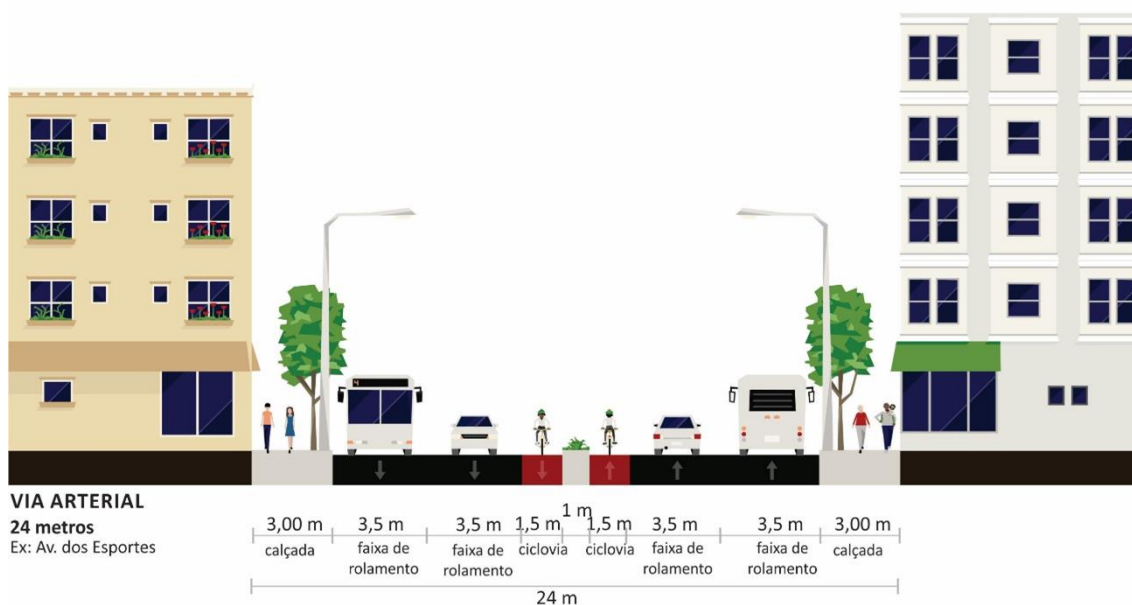 VIA ARTERIAL
24 metros
Ex: Av. dos Esportes
1 m
3,00 m 3,5 m 3,5 m 1,5 m 1,5 m 3,5 m 3,5 m 3,00 m
calçada faixa de faixa de ciclovia ciclovia faixa de faixa de calçada
rolamento rolamento rolamento rolamento
24 m